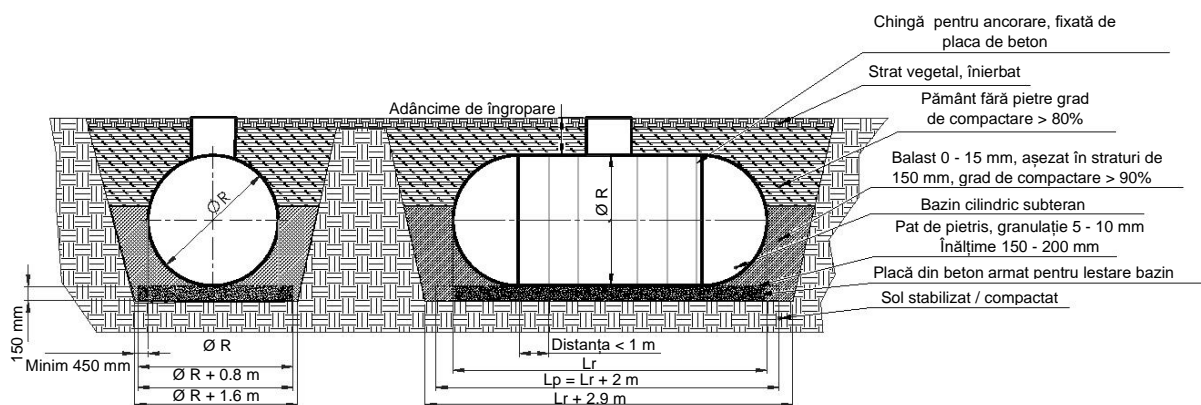 Chingă pentru ancorare, fixată de
placa de beton
Strat vegetal, înierbat
Adâncime de îngropare
Pământ fără pietre grad
de compactare > 80%
Balast 0 - 15 mm, așezat în straturi de
150 mm, grad de compactare > 90%
Bazin cilindric subteran
Pat de pietris, granulație 5 - 10 mm
Înălțime 150 - 200 mm
Placă din beton armat pentru lestare bazin
Sol stabilizat / compactat
Ø R
Ø R
150 mm
Ø R
Minim 450 mm
Ø R + 0.8 m
Ø R + 1.6 m
Distanța < 1 m
Lr
Lp = Lr + 2 m
Lr + 2.9 m